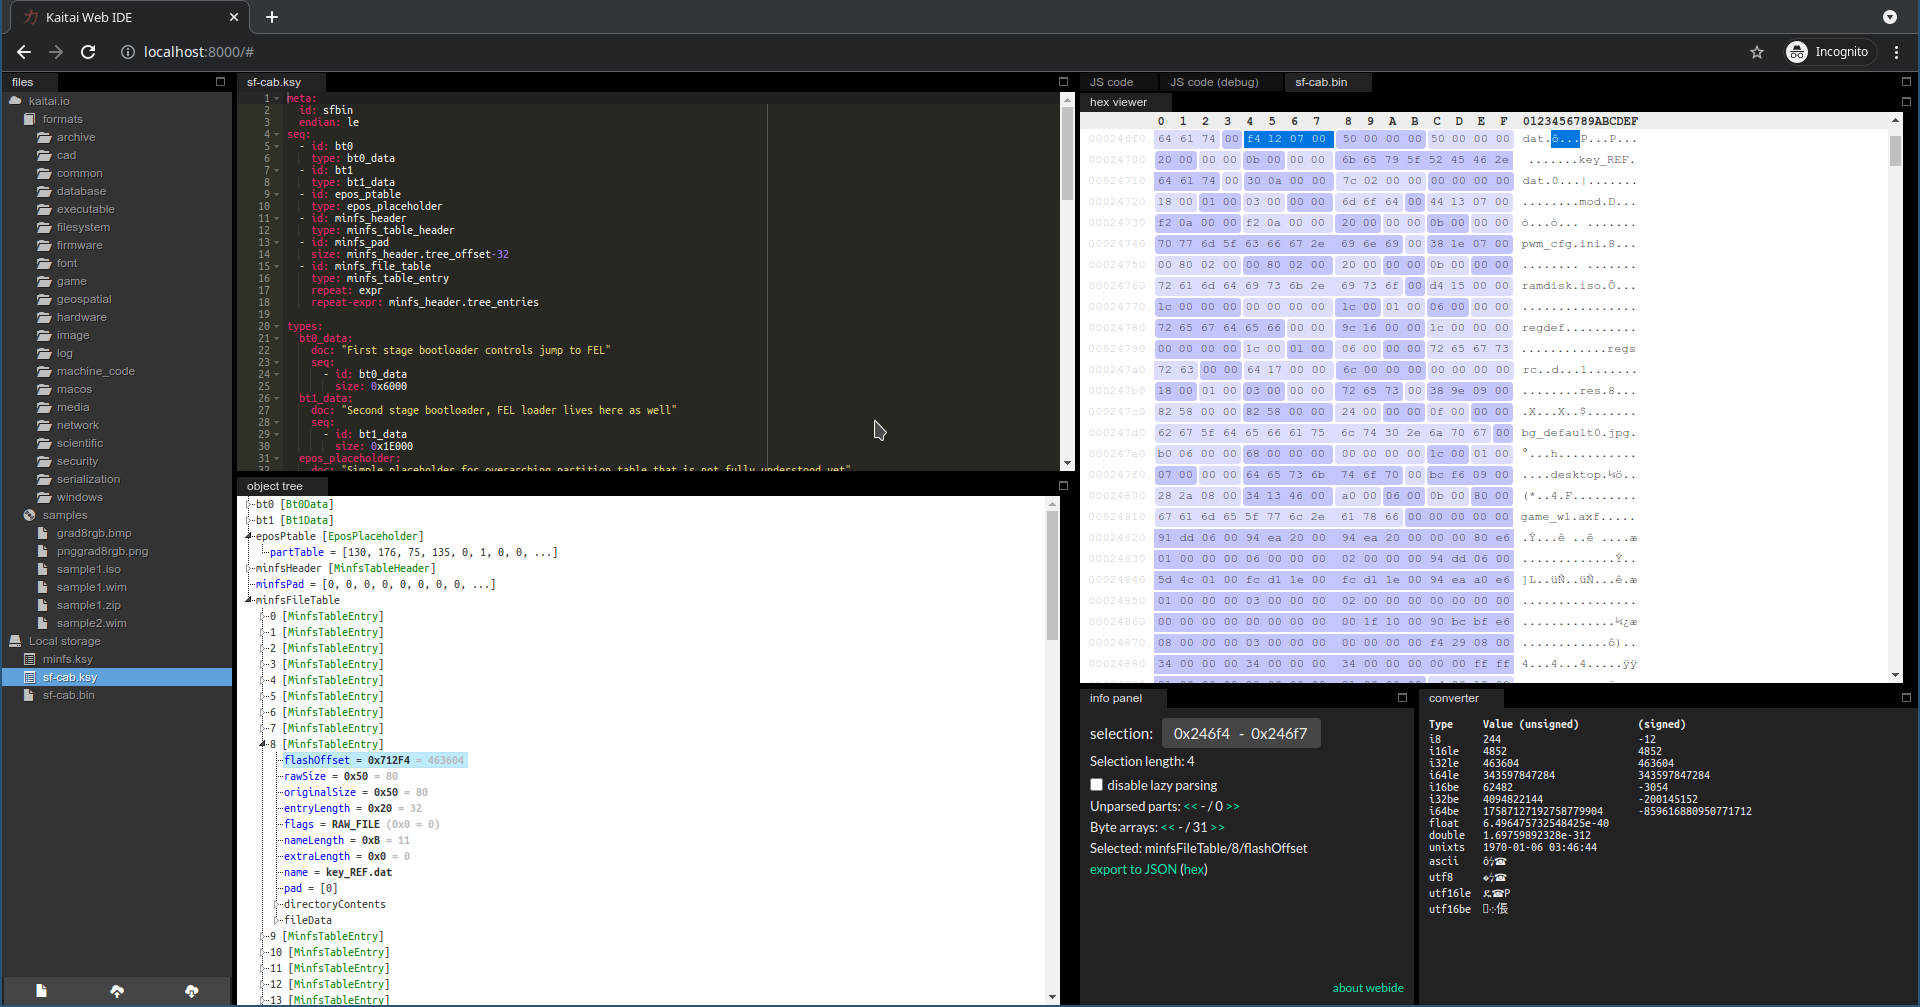 Kaitai Web IDE
localhost:8000/#
Incognito
files
kaitai.io
formats
archive
cad
common
database
executable
filesystem
firmware
font
game
geospatial
hardware
image
log
machine_code
macos
media
network
scientific
security
serialization
windows
samples
grad8rgb.bmp
pnggrad8rgb.png
sample1.iso
sample1.wim
sample1.zip
sample2.wim
Local storage
minfs.ksy
sf-cab.ksy
sf-cab.bin
sf-cab.ksy
1 meta:
2 id: sfbin
3 endian: le
4 seq:
5 - id: bt0
6 type: bt0_data
7 - id: bt1
8 type: bt1_data
9 - id: epos_ptable
10 type: epos_placeholder
11 - id: minfs_header
12 type: minfs_table_header
13 - id: minfs_pad
14 size: minfs_header.tree_offset-32
15 - id: minfs_file_table
16 type: minfs_table_entry
17 repeat: expr
18 repeat-expr: minfs_header.tree_entries
19
20 types:
21 bt0_data:
22 doc: "First stage bootloader controls jump to FEL"
23 seq:
24 - id: bt0_data
25 size: 0x6000
26 bt1_data:
27 doc: "Second stage bootloader, FEL loader lives here as well"
28 seq:
29 - id: bt1_data
30 size: 0x1E000
31 epos_placeholder:
32 doc: "Simple placeholder for overarching partition table that is not fully understood yet"
object tree
bt0 [Bt0Data]
bt1 [Bt1Data]
eposPtable [EposPlaceholder]
partTable = [130, 176, 75, 135, 0, 1, 0, 0, ...]
minfsHeader [MinfsTableHeader]
minfsPad = [0, 0, 0, 0, 0, 0, 0, 0, ...]
minfsFileTable
0 [MinfsTableEntry]
1 [MinfsTableEntry]
2 [MinfsTableEntry]
3 [MinfsTableEntry]
4 [MinfsTableEntry]
5 [MinfsTableEntry]
6 [MinfsTableEntry]
7 [MinfsTableEntry]
8 [MinfsTableEntry]
flashOffset = 0x712F4 = 463604
rawSize = 0x50 = 80
originalSize = 0x50 = 80
entryLength = 0x20 = 32
flags = RAW_FILE (0x0 = 0)
nameLength = 0xB = 11
extraLength = 0x0 = 0
name = key_REF.dat
pad = [0]
directoryContents
fileData
9 [MinfsTableEntry]
10 [MinfsTableEntry]
11 [MinfsTableEntry]
12 [MinfsTableEntry]
13 [MinfsTableEntry]
JS code JS code (debug) sf-cab.bin
hex viewer
0 1 2 3 4 5 6 7 8 9 A B C D E F 0123456789ABCDEF
000246f0 64 61 74 00 f4 12 07 00 50 00 00 00 50 00 00 00 dat.ô...P...P...
00024700 20 00 00 00 0b 00 00 00 6b 65 79 5f 52 45 46 2e .......key_REF.
00024710 64 61 74 00 30 0a 00 00 7c 02 00 00 00 00 00 00 dat.0...|.......
00024720 18 00 01 00 03 00 00 00 6d 6f 64 00 44 13 07 00 ........mod.D...
00024730 f2 0a 00 00 f2 0a 00 00 20 00 00 00 0b 00 00 00 ò...ò... .......
00024740 70 77 6d 5f 63 66 67 2e 69 6e 69 00 38 1e 07 00 pwm_cfg.ini.8...
00024750 00 80 02 00 00 80 02 00 20 00 00 00 0b 00 00 00 ........ .......
00024760 72 61 6d 64 69 73 6b 2e 69 73 6f 00 d4 15 00 00 ramdisk.iso.Ô...
00024770 1c 00 00 00 00 00 00 00 1c 00 01 00 06 00 00 00 ................
00024780 72 65 67 64 65 66 00 00 9c 16 00 00 1c 00 00 00 regdef..........
00024790 00 00 00 00 1c 00 01 00 06 00 00 00 72 65 67 73 ............regs
000247a0 72 63 00 00 64 17 00 00 6c 00 00 00 00 00 00 00 rc..d...l.......
000247b0 18 00 01 00 03 00 00 00 72 65 73 00 38 9e 09 00 ........res.8...
000247c0 82 58 00 00 82 58 00 00 24 00 00 00 0f 00 00 00 .X...X..$.......
000247d0 62 67 5f 64 65 66 61 75 6c 74 30 2e 6a 70 67 00 bg_default0.jpg.
000247e0 b0 06 00 00 68 00 00 00 00 00 00 00 1c 00 01 00 °...h...........
000247f0 07 00 00 00 64 65 73 6b 74 6f 70 00 bc f6 09 00 ....desktop.¼ö..
00024800 28 2a 08 00 34 13 46 00 a0 00 06 00 0b 00 80 00 (*..4.F.........
00024810 67 61 6d 65 5f 77 6c 2e 61 78 66 00 00 00 00 00 game_wl.axf.....
00024820 91 dd 06 00 94 ea 20 00 94 ea 20 00 00 00 80 e6 .Ý...ê ..ê ....æ
00024830 01 00 00 00 06 00 00 00 02 00 00 00 94 dd 06 00 .............Ý..
00024840 5d 4c 01 00 fc d1 1e 00 fc d1 1e 00 94 ea a0 e6 ]L..üÑ..üÑ...ê.æ
00024850 01 00 00 00 03 00 00 00 02 00 00 00 00 00 00 00 ................
00024860 00 00 00 00 00 00 00 00 00 1f 10 00 90 bc bf e6 .............¼¿æ
00024870 08 00 00 00 03 00 00 00 00 00 00 00 f4 29 08 00 ............ô)..
00024880 34 00 00 00 34 00 00 00 34 00 00 00 00 00 ff ff 4...4...4.....ÿÿ
info panel
selection: 0x246f4 - 0x246f7
Selection length: 4
disable lazy parsing
Unparsed parts: << - / 0 >>
Byte arrays: << - / 31 >>
Selected: minfsFileTable/8/flashOffset
export to JSON (hex)
about webide
converter
Type Value (unsigned) (signed)
i8 244 -12
i16le 4852 4852
i32le 463604 463604
i64le 343597847284 343597847284
i16be 62482 -3054
i32be 4094822144 -200145152
i64be 17587127192758779904 -859616880950771712
float 6.496475732548425e-40
double 1.69759892328e-312
unixts 1970-01-06 03:46:44
ascii
utf8
utf16le
utf16be